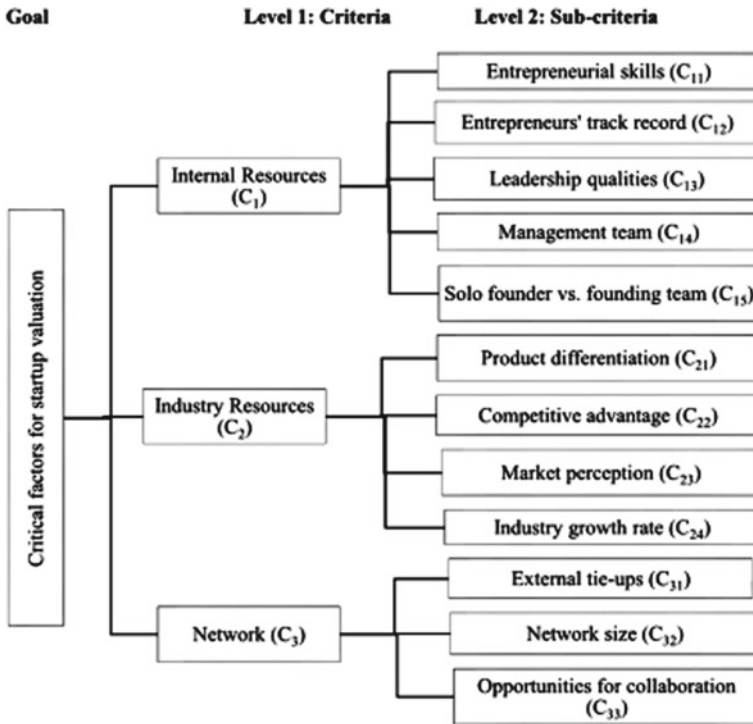 Goal Level 1: Criteria Level 2: Sub-criteria
Critical factors for startup valuation
Internal Resources
(C₁)
Entrepreneurial skills (C₁₁)
Entrepreneurs' track record (C₁₂)
Leadership qualities (C₁₃)
Management team (C₁₄)
Solo founder vs. founding team (C₁₅)
Industry Resources
(C₂)
Product differentiation (C₂₁)
Competitive advantage (C₂₂)
Market perception (C₂₃)
Industry growth rate (C₂₄)
Network (C₃)
External tie-ups (C₃₁)
Network size (C₃₂)
Opportunities for collaboration
(C₃₃)